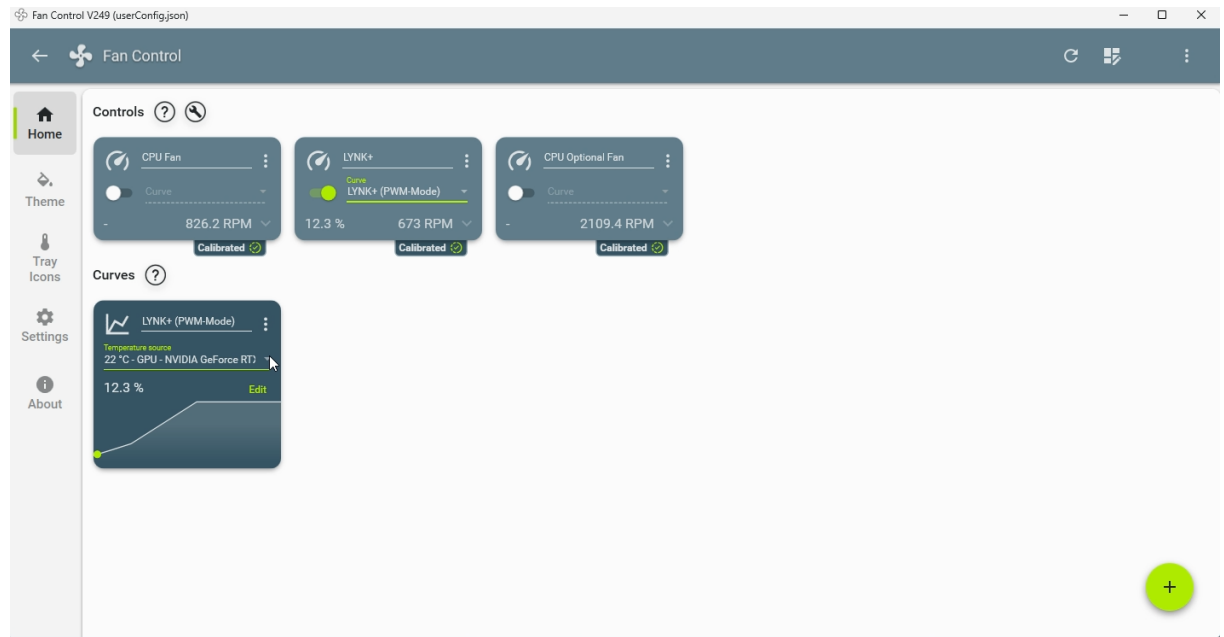 Fan Control V249 (userConfig.json)
Fan Control
Home
Theme
Tray
Icons
Settings
About
Controls ?
CPU Fan
Curve
- 826.2 RPM
Calibrated
LYNK+
Curve
LYNK+ (PWM-Mode)
12.3 % 673 RPM
Calibrated
CPU Optional Fan
Curve
- 2109.4 RPM
Calibrated
Curves ?
LYNK+ (PWM-Mode)
Temperature source
22 °C - GPU - NVIDIA GeForce RT
12.3 % Edit
+